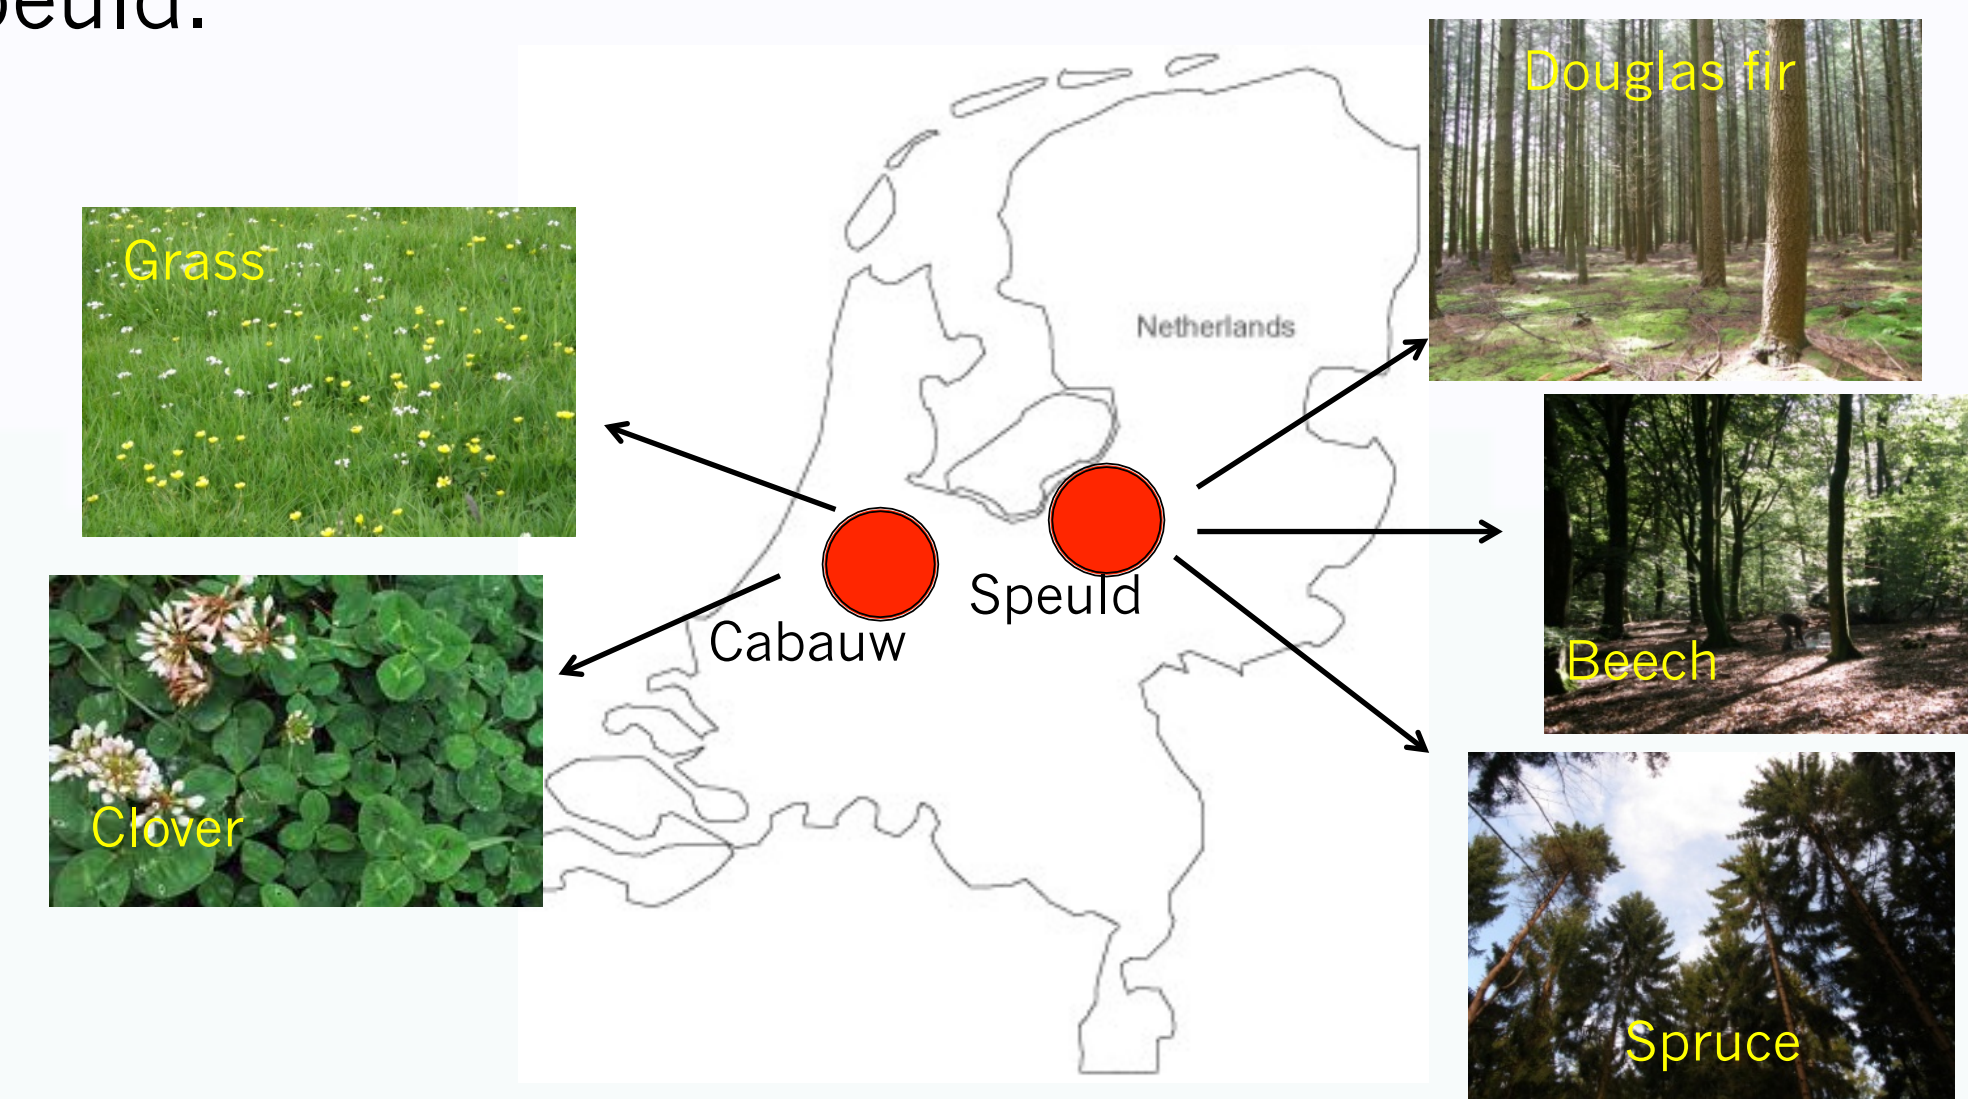 Douglas fir
Grass
Netherlands
Speuld
Cabauw
Beech
Clover
Spruce